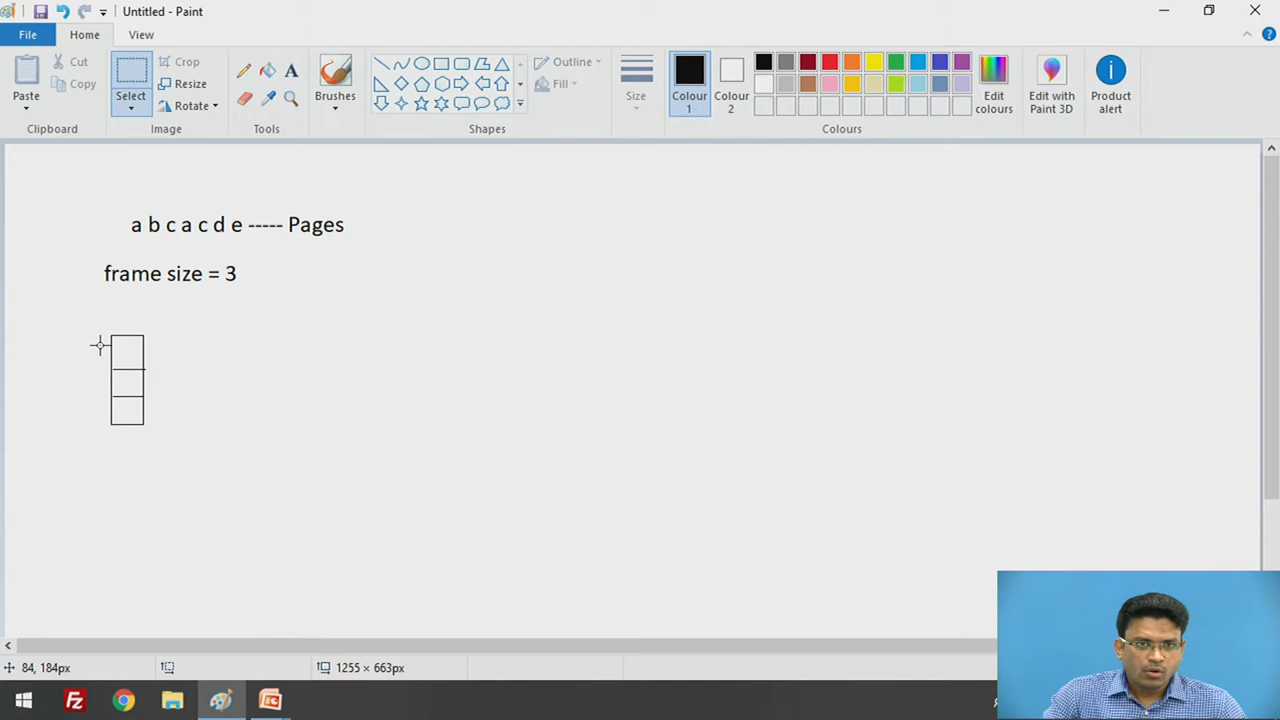 Untitled - Paint
File
Home
View
Paste
Cut
Copy
Clipboard
Select
Crop
Resize
Rotate
Image
Tools
Brushes
Shapes
Outline
Fill
Size
Colour 1
Colour 2
Edit colours
Colours
Edit with Paint 3D
Product alert
a b c a c d e ----- Pages
frame size = 3
84, 184px
1255 × 663px